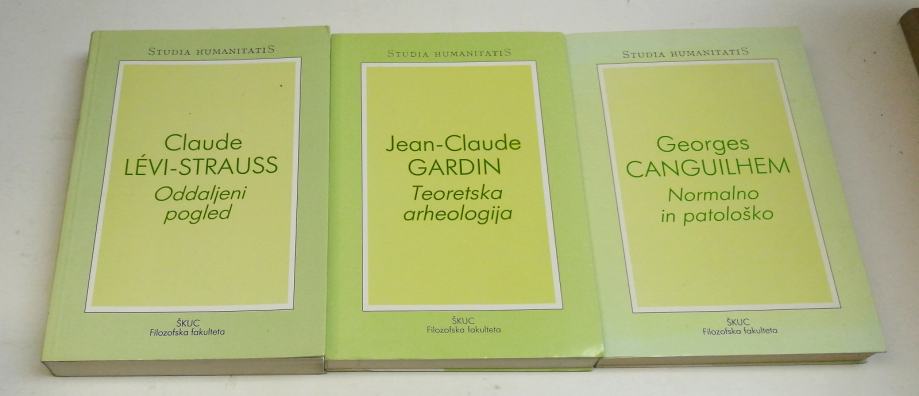 STUDIA HUMANITATIS
Claude
LÉVI-STRAUSS
Oddaljeni
pogled
ŠKUC
Filozofska fakulteta
STUDIA HUMANITATIS
Jean-Claude
GARDIN
Teoretska
arheologija
ŠKUC
Filozofska fakulteta
STUDIA HUMANITATIS
Georges
CANGUILHEM
Normalno
in patološko
ŠKUC
Filozofska fakulteta